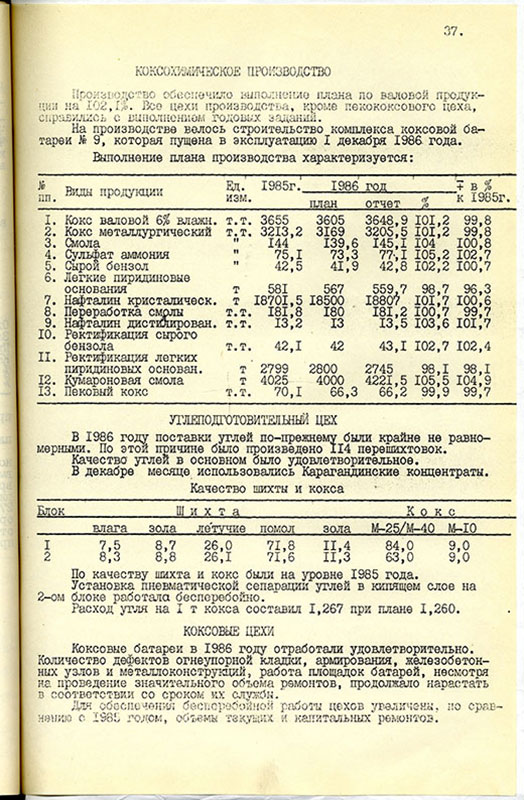 37.
КОКСОХИМИЧЕСКОЕ ПРОИЗВОДСТВО
Производство обеспечило выполнение плана по валовой продук-
ции на 102,1%. Все цехи производства, кроме пекококсового цеха,
справились с выполнением годовых заданий.
На производстве велось строительство комплекса коксовой ба-
тареи № 9, которая пущена в эксплуатацию I декабря 1986 года.
Выполнение плана производства характеризуется:
№ пп. Виды продукции Ед. изм. 1985г. 1986 год ∓ в % к 1985г.
план отчет %
1. Кокс валовой 6% влажн. т.т. 3655 3605 3648,9 101,2 99,8
2. Кокс металлургический т.т. 3213,2 3169 3205,5 101,2 99,8
3. Смола " 144 139,6 145,1 104 100,8
4. Сульфат аммония " 75,1 73,3 77,1 105,2 102,7
5. Сырой бензол " 42,5 41,9 42,8 102,2 100,7
6. Легкие пиридиновые
основания т 581 567 559,7 98,7 96,3
7. Нафталин кристалическ. т 18701,5 18500 18807 101,7 100,6
8. Переработка смолы т.т. 181,8 180 181,2 100,7 99,7
9. Нафталин дистилирован. т.т. 13,2 13 13,5 103,6 101,7
10. Ректификация сырого
бензола т.т. 42,1 42 43,1 102,7 102,4
11. Ректификация легких
пиридиновых основан. т 2799 2800 2745 98,1 98,1
12. Кумароновая смола т 4025 4000 4221,5 105,5 104,9
13. Пековый кокс т.т. 70,1 66,3 66,2 99,9 99,7
УГЛЕПОДГОТОВИТЕЛЬНЫЙ ЦЕХ
В 1986 году поставки углей по-прежнему были крайне не равно-
мерными. По этой причине было произведено 114 перешихтовок.
Качество углей в основном было удовлетворительное.
В декабре месяце использовались Карагандинские концентраты.
Качество шихты и кокса
Блок Шихта Кокс
влага зола летучие помол зола М-25/М-40 М-10
1 7,5 8,7 26,0 71,8 11,4 84,0 9,0
2 8,3 8,8 26,1 71,6 11,3 63,0 9,0
По качеству шихта и кокс были на уровне 1985 года.
Установка пневматической сепарации углей в кипящем слое на
2-ом блоке работала бесперебойно.
Расход угля на I т кокса составил 1,267 при плане 1,260.
КОКСОВЫЕ ЦЕХИ
Коксовые батареи в 1986 году отработали удовлетворительно.
Количество дефектов огнеупорной кладки, армирования, железобетон-
ных узлов и металлоконструкций, работа площадок батарей, несмотря
на проведение значительного объема ремонтов, продолжало нарастать
в соответствии со сроком их службы.
Для обеспечения бесперебойной работы цехов увеличены, по срав-
нению с 1985 годом, объемы текущих и капитальных ремонтов.